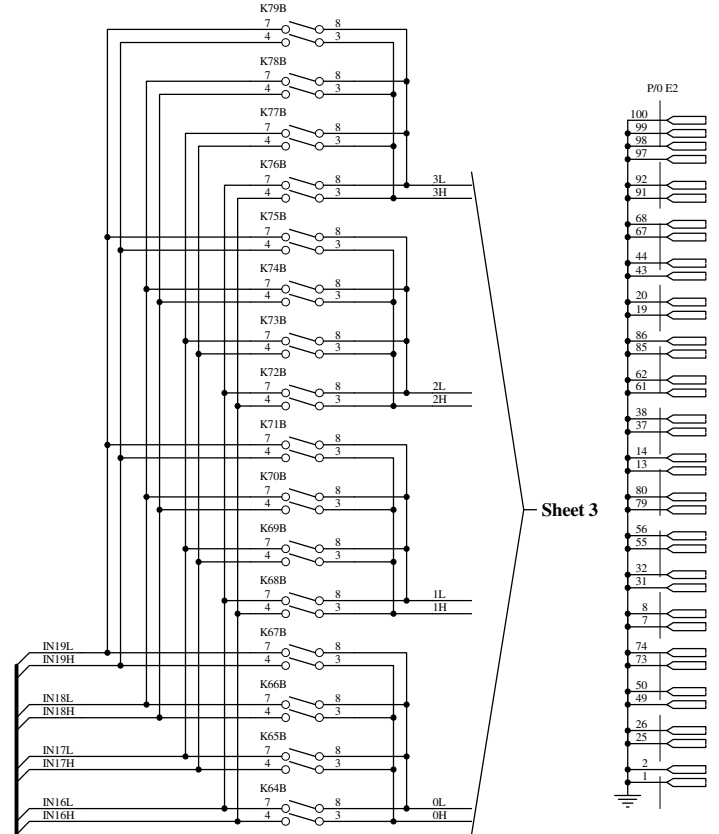 K79B
7 8
4 3
K78B
7 8
4 3
K77B
7 8
4 3
K76B
7 8 3L
4 3 3H
K75B
7 8
4 3
K74B
7 8
4 3
K73B
7 8
4 3
K72B
7 8 2L
4 3 2H
K71B
7 8
4 3
K70B
7 8
4 3
K69B
7 8
4 3
K68B
7 8 1L
4 3 1H
K67B
IN19L 7 8
IN19H 4 3
K66B
IN18L 7 8
IN18H 4 3
K65B
IN17L 7 8
IN17H 4 3
K64B
IN16L 7 8 0L
IN16H 4 3 0H
Sheet 3
P/0 E2
100
99
98
97
92
91
68
67
44
43
20
19
86
85
62
61
38
37
14
13
80
79
56
55
32
31
8
7
74
73
50
49
26
25
2
1